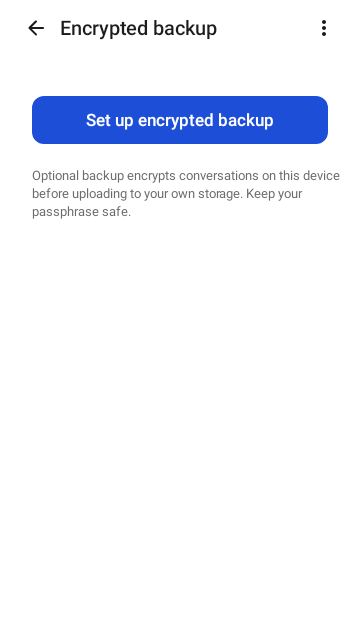 Encrypted backup
Set up encrypted backup
Optional backup encrypts conversations on this device
before uploading to your own storage. Keep your
passphrase safe.